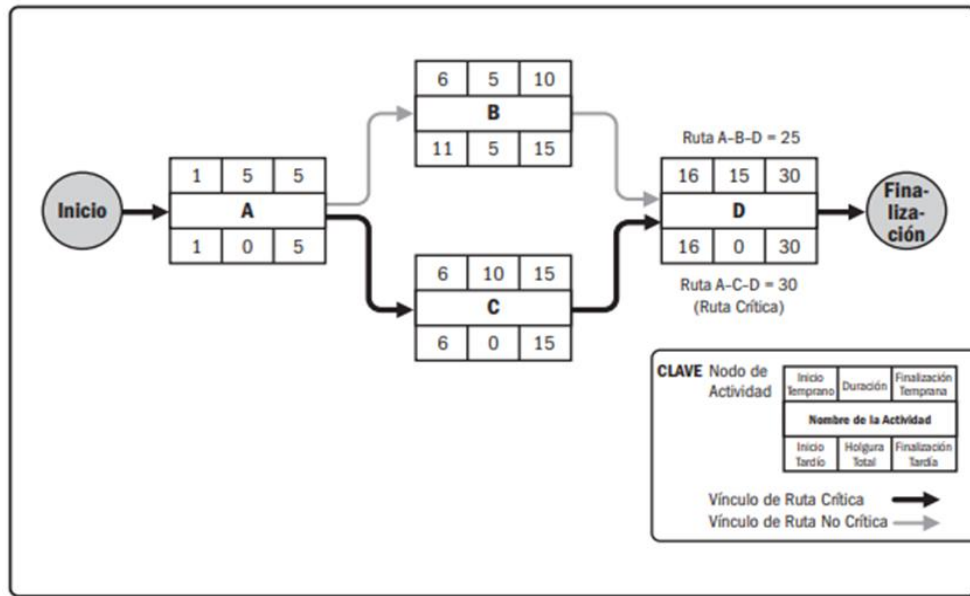 6 5 10
B
11 5 15
Ruta A-B-D = 25
1 5 5
A
1 0 5
16 15 30
D
16 0 30
Inicio
Fina-
liza-
ción
6 10 15
C
6 0 15
Ruta A-C-D = 30
(Ruta Crítica)
CLAVE Nodo de
Actividad
Inicio
Temprano
Duración
Finalización
Temprana
Nombre de la Actividad
Inicio
Tardío
Holgura
Total
Finalización
Tardía
Vínculo de Ruta Crítica
Vínculo de Ruta No Crítica